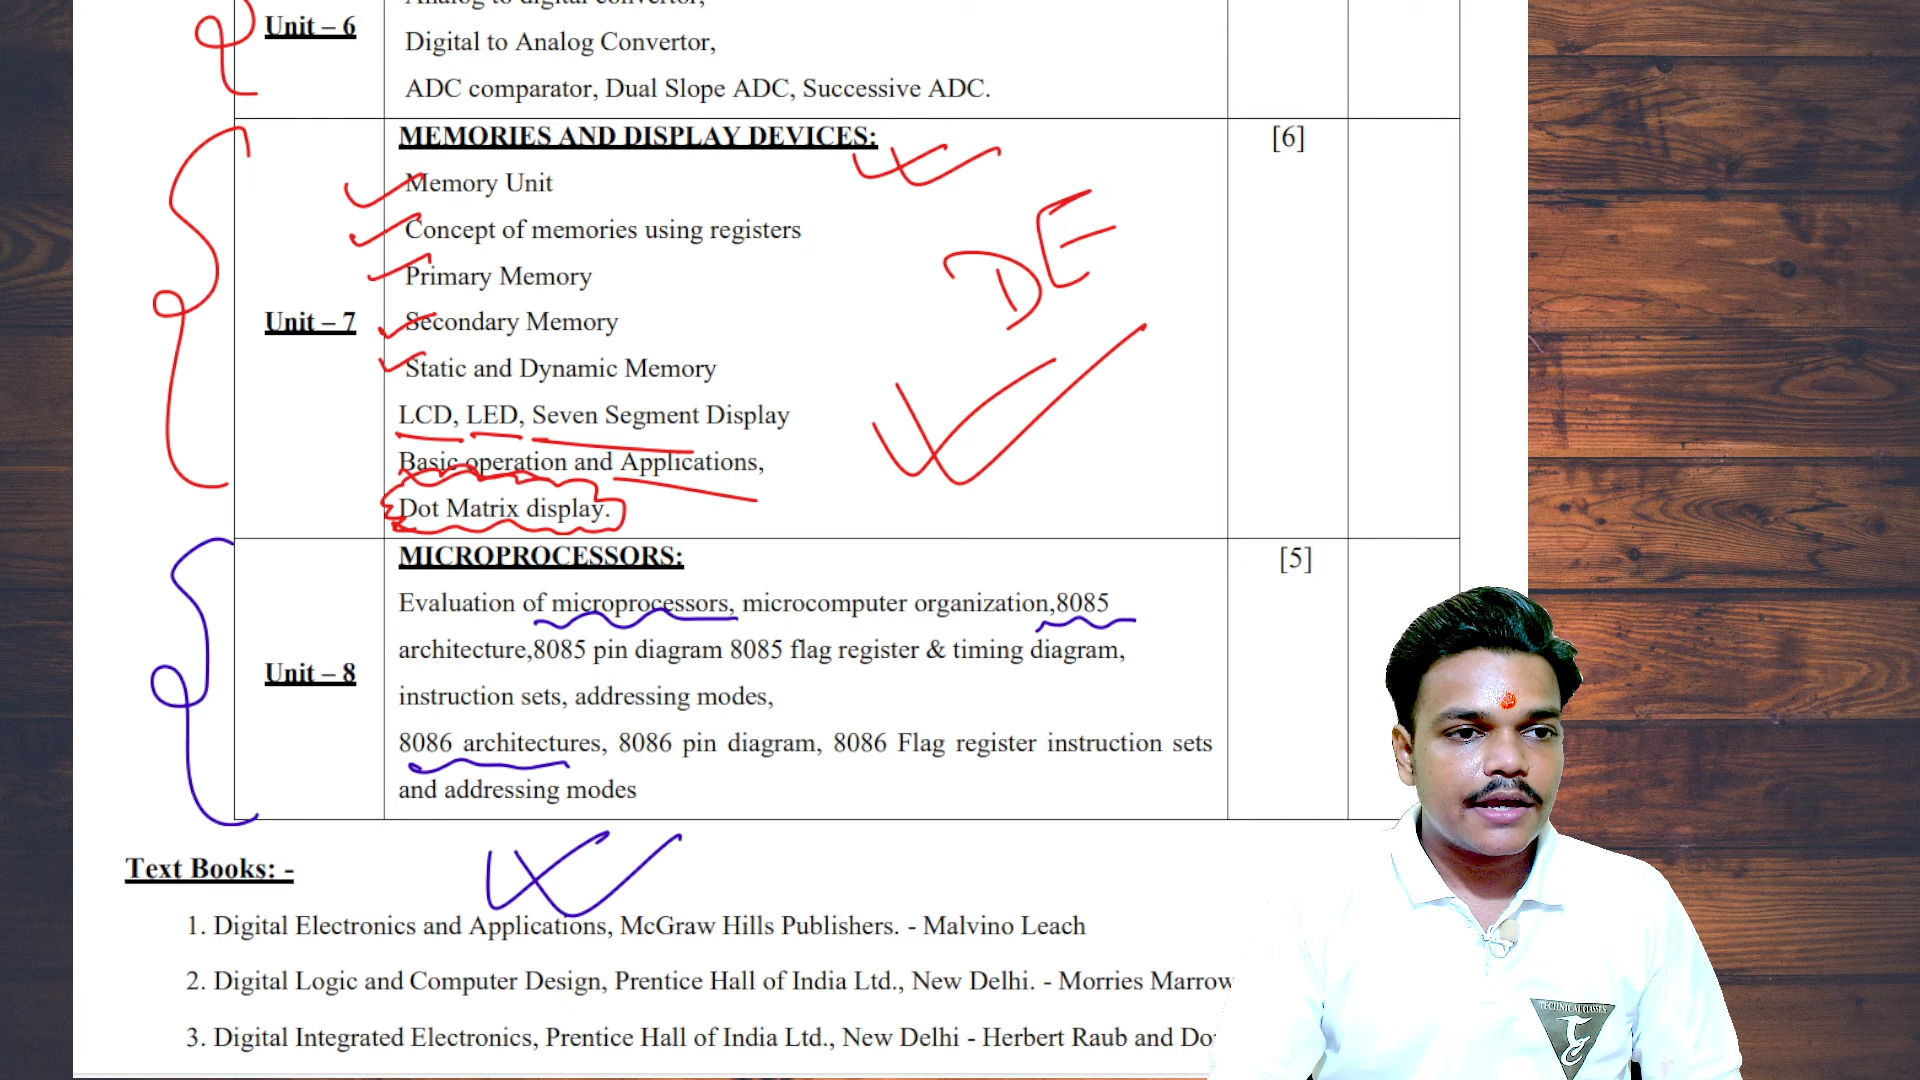 Analog to digital convertor,
Unit – 6
Digital to Analog Convertor,
ADC comparator, Dual Slope ADC, Successive ADC.
MEMORIES AND DISPLAY DEVICES:
[6]
Memory Unit
Concept of memories using registers
DE
Primary Memory
Unit – 7
Secondary Memory
Static and Dynamic Memory
LCD, LED, Seven Segment Display
Basic operation and Applications,
Dot Matrix display.
MICROPROCESSORS:
[5]
Evaluation of microprocessors, microcomputer organization,8085
architecture,8085 pin diagram 8085 flag register & timing diagram,
Unit – 8
instruction sets, addressing modes,
8086 architectures, 8086 pin diagram, 8086 Flag register instruction sets
and addressing modes
Text Books: -
1. Digital Electronics and Applications, McGraw Hills Publishers. - Malvino Leach
2. Digital Logic and Computer Design, Prentice Hall of India Ltd., New Delhi. - Morries Marrow
3. Digital Integrated Electronics, Prentice Hall of India Ltd., New Delhi - Herbert Raub and
TECHNICAL CLASSES